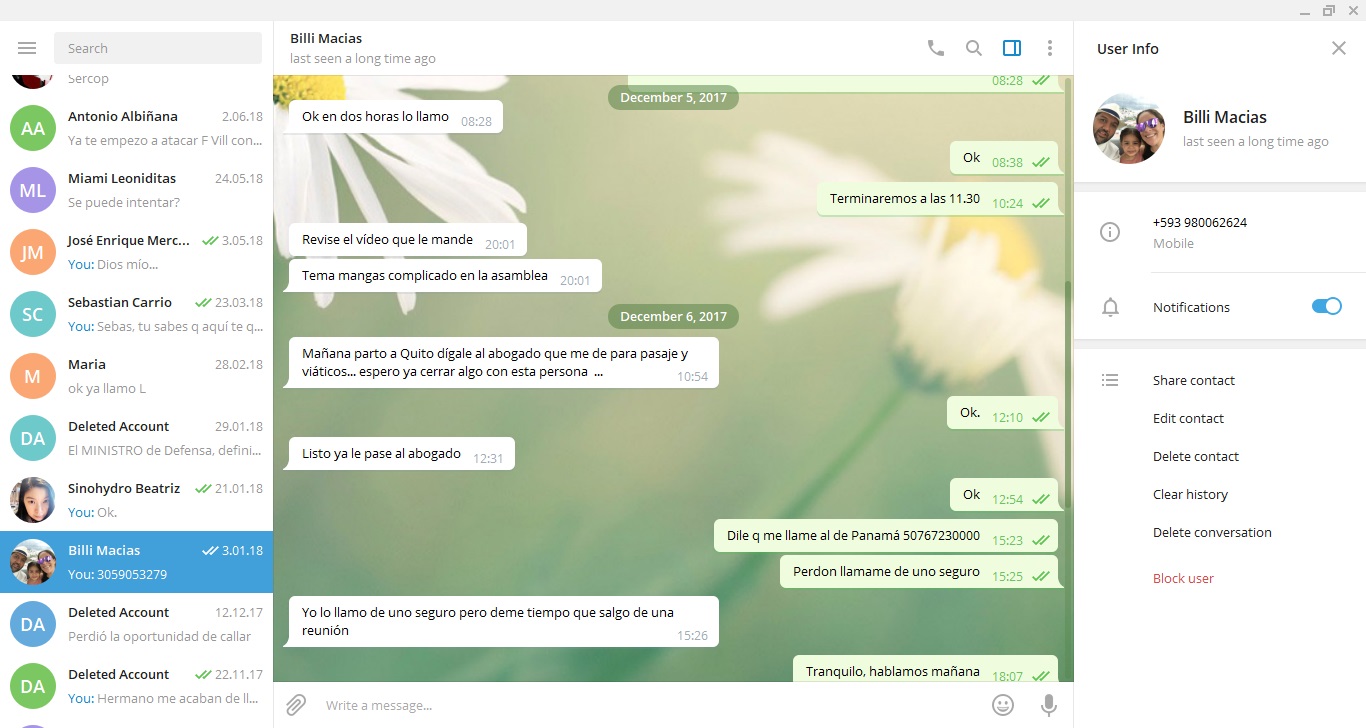 Search
Sercop
Antonio Albiñana 2.06.18
Ya te empezo a atacar F Vill con...
Miami Leoniditas 24.05.18
Se puede intentar?
José Enrique Merc... 3.05.18
You: Dios mío...
Sebastian Carrio 23.03.18
You: Sebas, tu sabes q aquí te q...
Maria 28.02.18
ok ya llamo L
Deleted Account 29.01.18
El MINISTRO de Defensa, defini...
Sinohydro Beatriz 21.01.18
You: Ok.
Billi Macias 3.01.18
You: 3059053279
Deleted Account 12.12.17
Perdió la oportunidad de callar
Deleted Account 22.11.17
You: Hermano me acaban de ll...
AA
ML
JM
SC
M
DA
DA
DA
Billi Macias
last seen a long time ago
08:28
December 5, 2017
Ok en dos horas lo llamo 08:28
Ok 08:38
Terminaremos a las 11.30 10:24
Revise el vídeo que le mande 20:01
Tema mangas complicado en la asamblea 20:01
December 6, 2017
Mañana parto a Quito dígale al abogado que me de para pasaje y
viáticos... espero ya cerrar algo con esta persona ... 10:54
Ok. 12:10
Listo ya le pase al abogado 12:31
Ok 12:54
Dile q me llame al de Panamá 50767230000 15:23
Perdon llamame de uno seguro 15:25
Yo lo llamo de uno seguro pero deme tiempo que salgo de una
reunión 15:26
Tranquilo, hablamos mañana 18:07
Write a message...
User Info
Billi Macias
last seen a long time ago
+593 980062624
Mobile
Notifications
Share contact
Edit contact
Delete contact
Clear history
Delete conversation
Block user